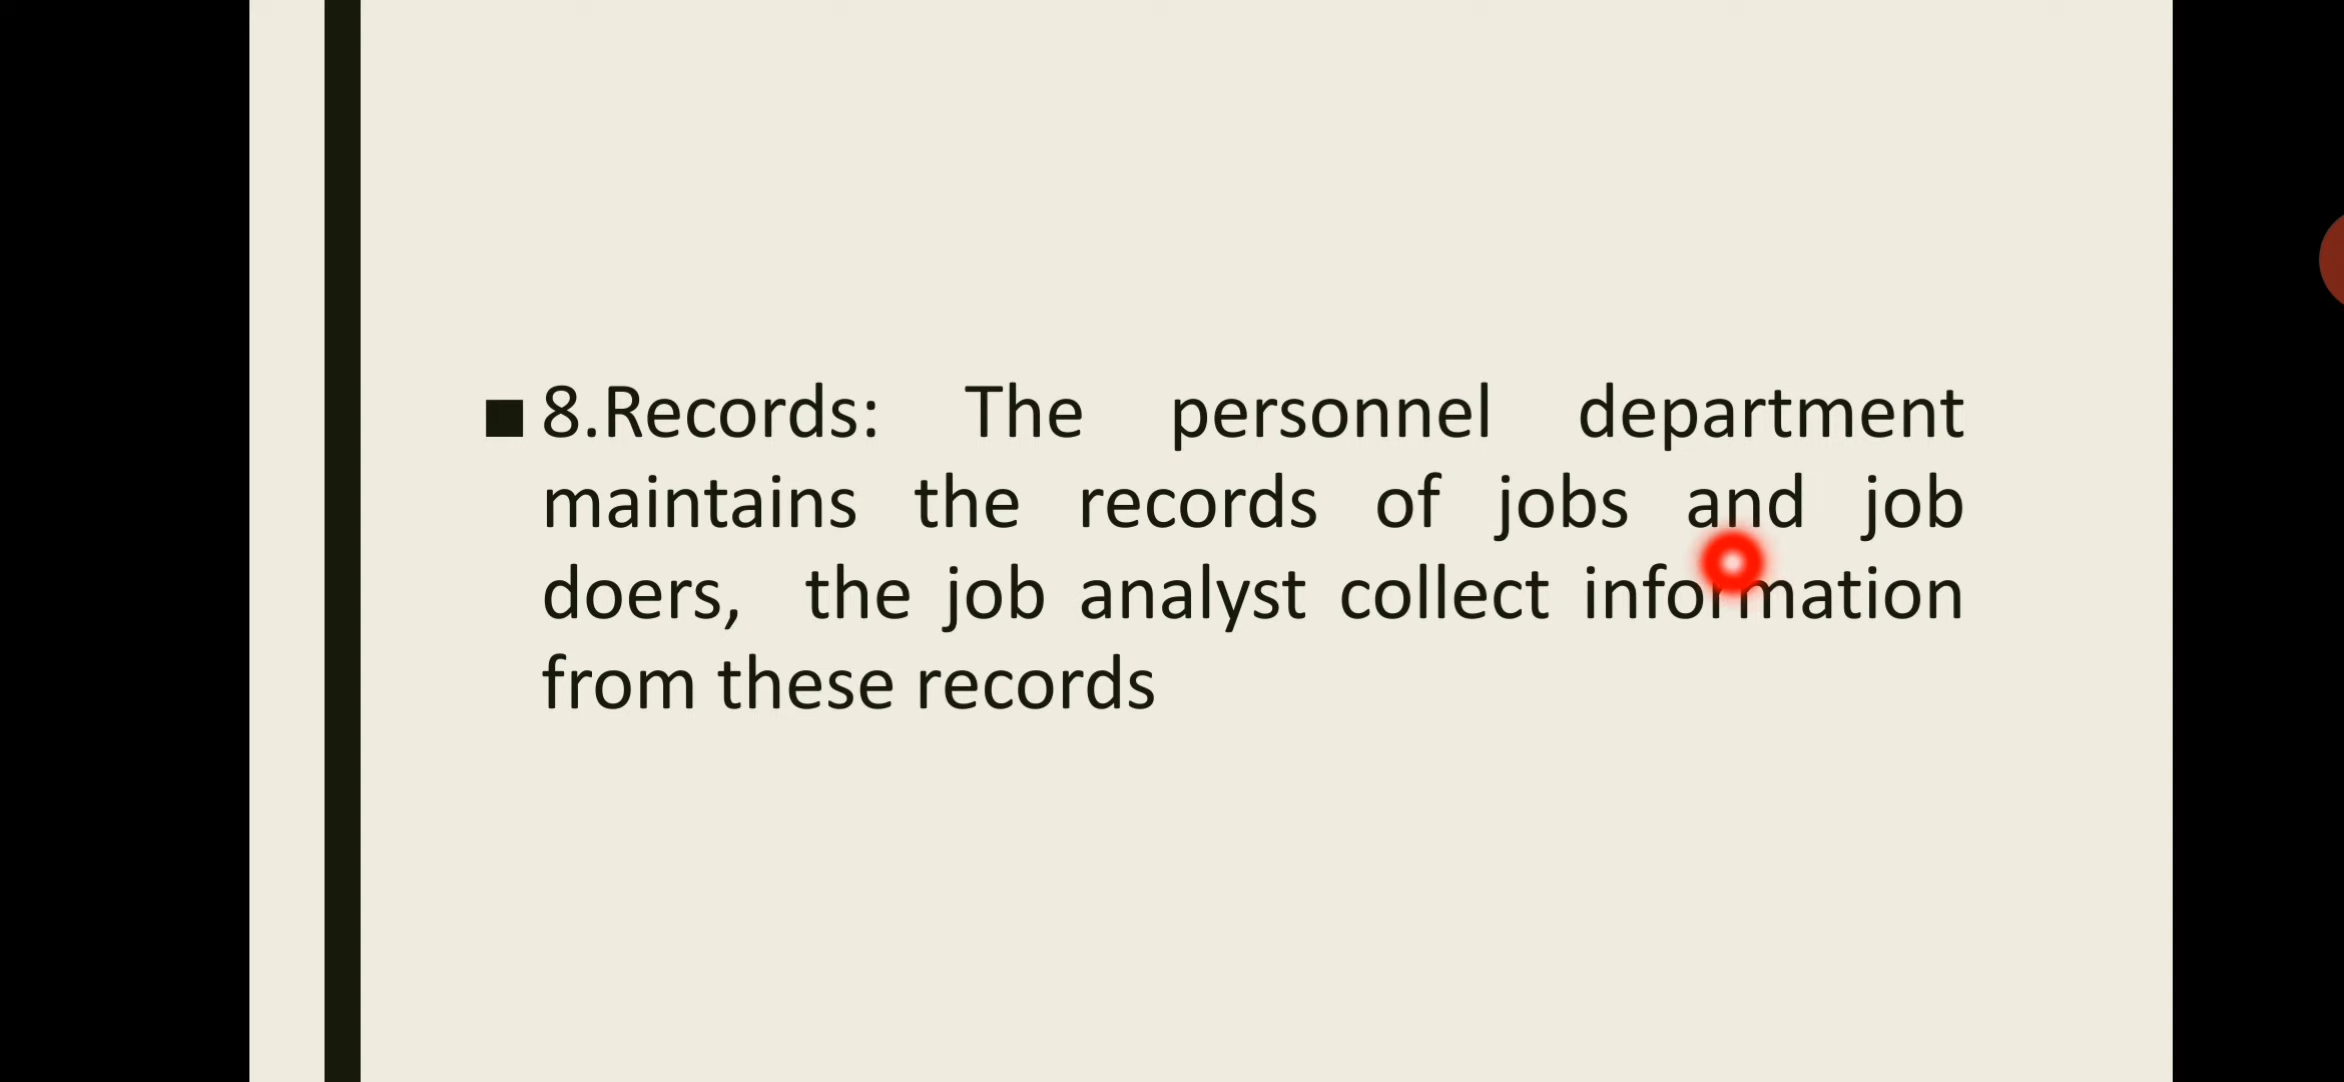 ■ 8.Records: The personnel department
maintains the records of jobs and job
doers, the job analyst collect information
from these records